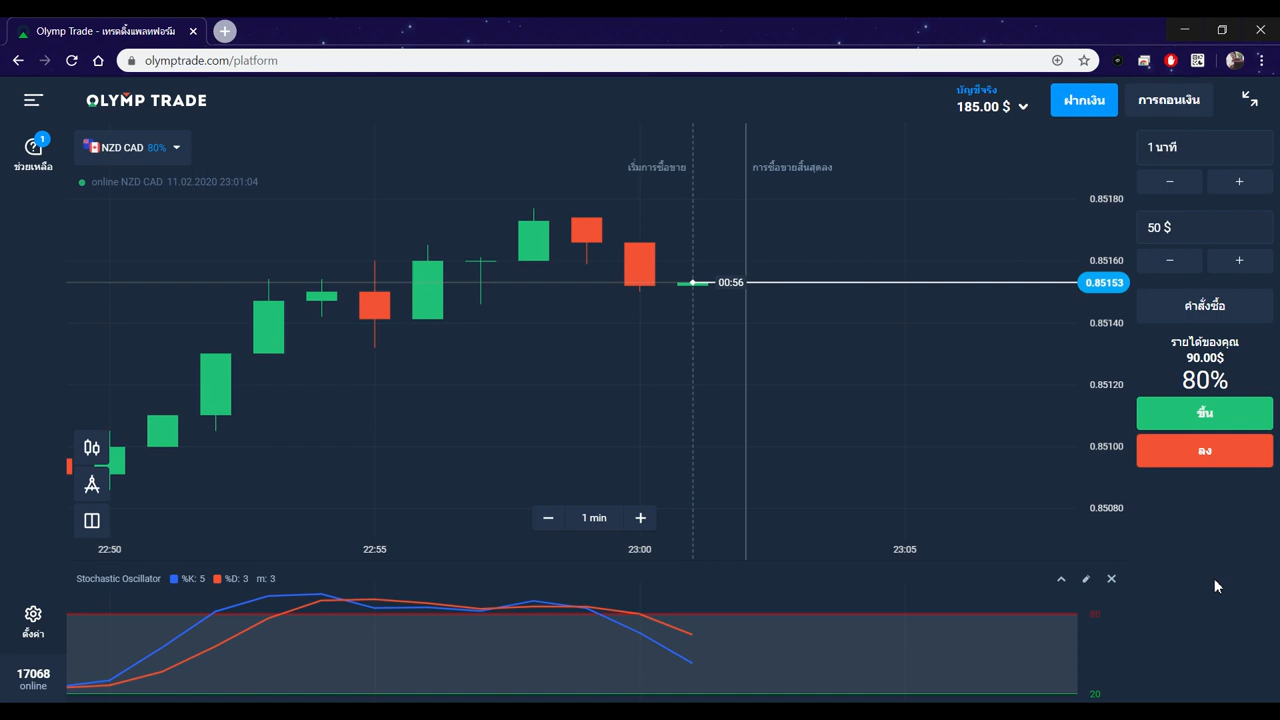 Olymp Trade - เทรดดิ้งแพลทฟอร์ม
olymptrade.com/platform
OLYMP TRADE
บัญชีจริง
185.00 $
ฝากเงิน
การถอนเงิน
1
ช่วยเหลือ
NZD CAD 80%
online NZD CAD 11.02.2020 23:01:04
เริ่มการซื้อขาย
การซื้อขายสิ้นสุดลง
0.85180
0.85160
0.85153
0.85140
0.85120
0.85100
0.85080
00:56
1 นาที
50 $
คำสั่งซื้อ
รายได้ของคุณ
90.00$
80%
ขึ้น
ลง
1 min
22:50
22:55
23:00
23:05
Stochastic Oscillator %K: 5 %D: 3 m: 3
80
20
ตั้งค่า
17068
online